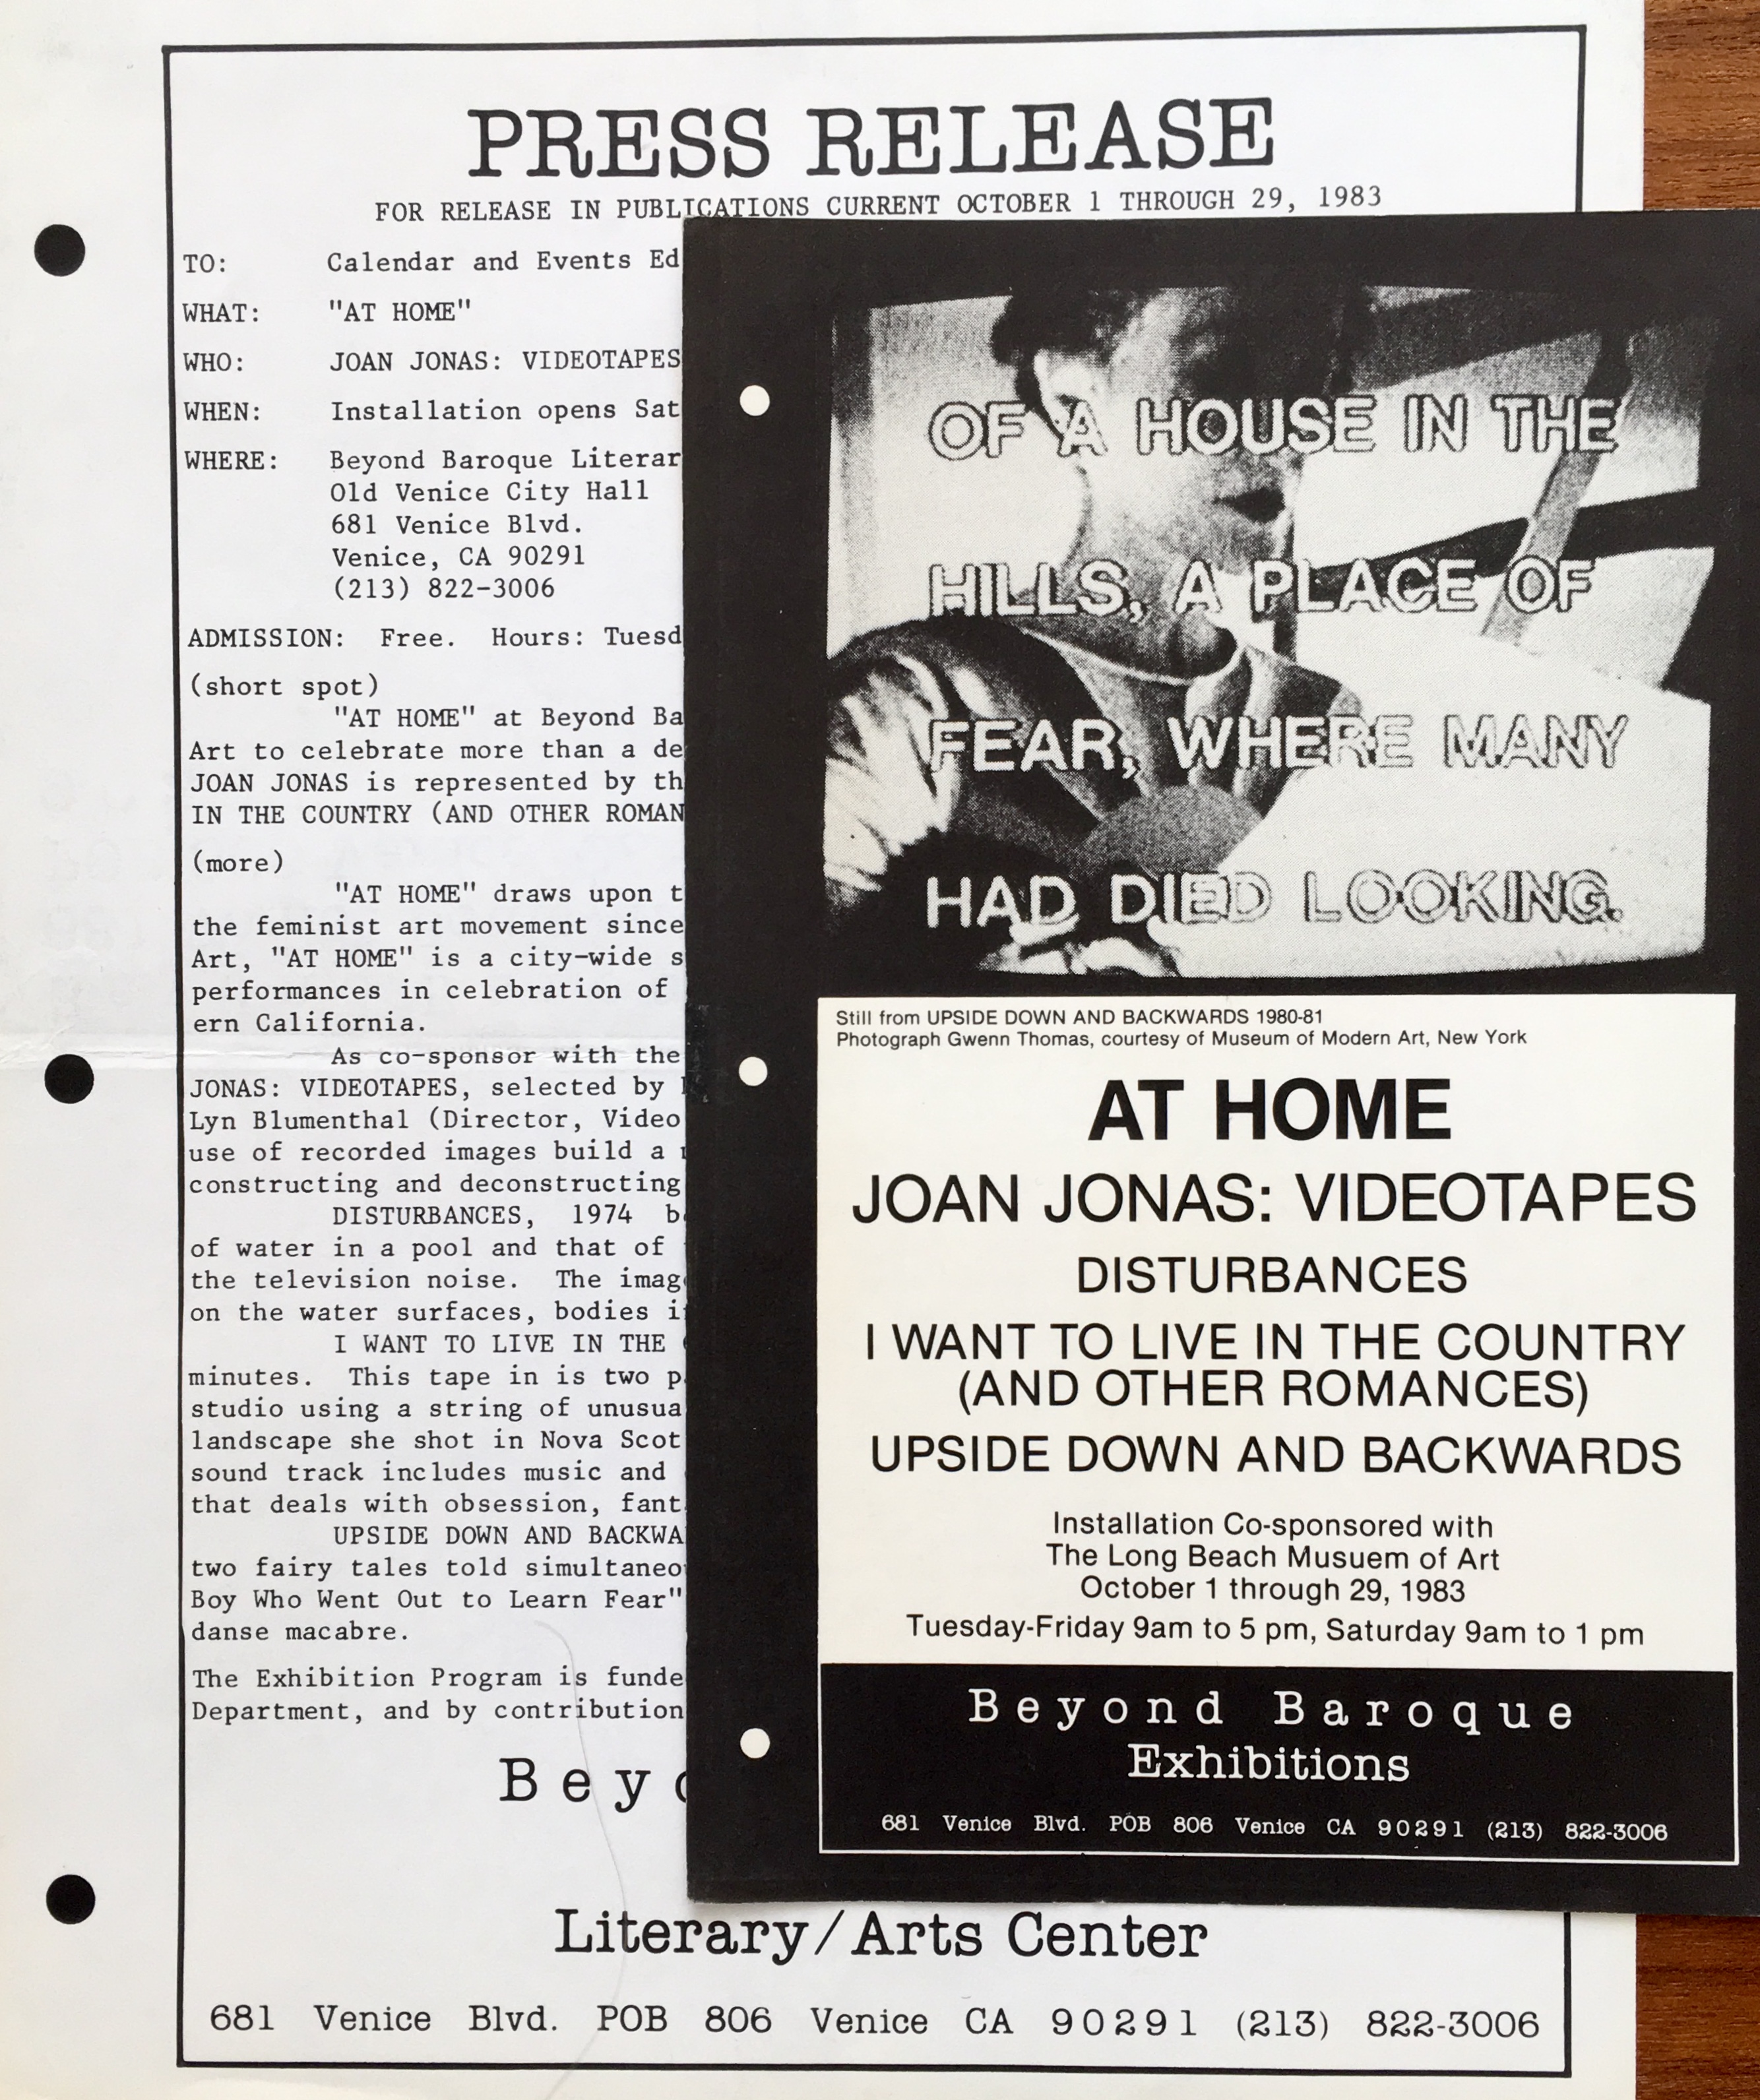 PRESS RELEASE
FOR RELEASE IN PUBLICATIONS CURRENT OCTOBER 1 THROUGH 29, 1983
TO: Calendar and Events Ed
WHAT: "AT HOME"
WHO: JOAN JONAS: VIDEOTAPES
WHEN: Installation opens Sat
WHERE: Beyond Baroque Literar
Old Venice City Hall
681 Venice Blvd.
Venice, CA 90291
(213) 822-3006
ADMISSION: Free. Hours: Tuesd
(short spot)
"AT HOME" at Beyond Ba
Art to celebrate more than a de
JOAN JONAS is represented by th
IN THE COUNTRY (AND OTHER ROMAN
(more)
"AT HOME" draws upon t
the feminist art movement since
Art, "AT HOME" is a city-wide s
performances in celebration of
ern California.
As co-sponsor with the
JONAS: VIDEOTAPES, selected by
Lyn Blumenthal (Director, Video
use of recorded images build a
constructing and deconstructing
DISTURBANCES, 1974 b
of water in a pool and that of
the television noise. The imag
on the water surfaces, bodies i
I WANT TO LIVE IN THE
minutes. This tape in is two p
studio using a string of unusua
landscape she shot in Nova Scot
sound track includes music and
that deals with obsession, fant
UPSIDE DOWN AND BACKWA
two fairy tales told simultaneo
Boy Who Went Out to Learn Fear"
danse macabre.
The Exhibition Program is funde
Department, and by contribution
Beyo
Literary/Arts Center
681 Venice Blvd. POB 806 Venice CA 90291 (213) 822-3006
OF A HOUSE IN THE
HILLS, A PLACE OF
FEAR, WHERE MANY
HAD DIED LOOKING.
Still from UPSIDE DOWN AND BACKWARDS 1980-81
Photograph Gwenn Thomas, courtesy of Museum of Modern Art, New York
AT HOME
JOAN JONAS: VIDEOTAPES
DISTURBANCES
I WANT TO LIVE IN THE COUNTRY
(AND OTHER ROMANCES)
UPSIDE DOWN AND BACKWARDS
Installation Co-sponsored with
The Long Beach Musuem of Art
October 1 through 29, 1983
Tuesday-Friday 9am to 5 pm, Saturday 9am to 1 pm
Beyond Baroque
Exhibitions
681 Venice Blvd. POB 806 Venice CA 90291 (213) 822-3006